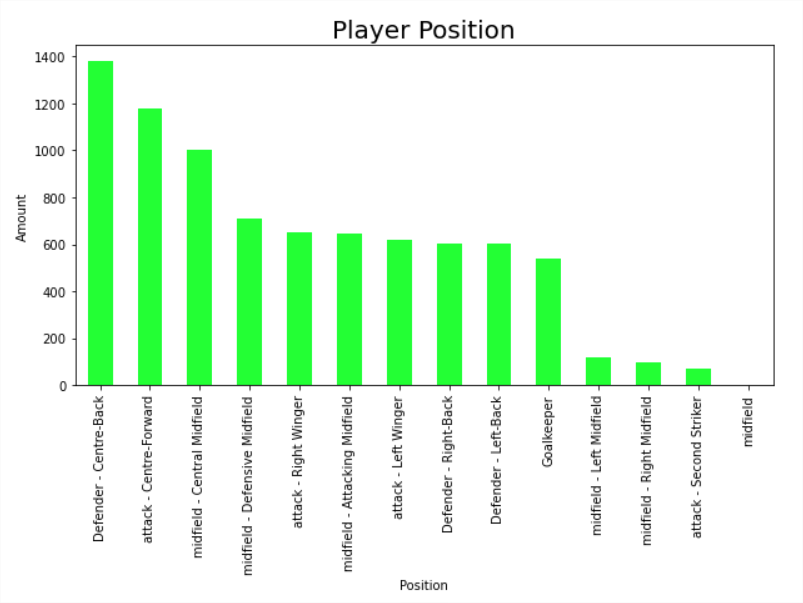 Player Position
1400
1200
1000
800
600
400
200
0
Amount
Defender - Centre-Back
attack - Centre-Forward
midfield - Central Midfield
midfield - Defensive Midfield
attack - Right Winger
midfield - Attacking Midfield
attack - Left Winger
Defender - Right-Back
Defender - Left-Back
Goalkeeper
midfield - Left Midfield
midfield - Right Midfield
attack - Second Striker
midfield
Position